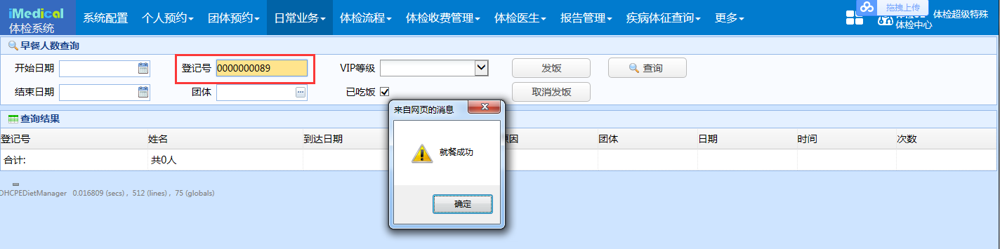 iMedical
体检系统
系统配置 个人预约 团体预约 日常业务 体检流程 体检收费管理 体检医生 报告管理 疾病体征查询 更多
拖拽上传
体检超级特殊
体检中心
早餐人数查询
开始日期 登记号 0000000089 VIP等级 发饭 查询
结束日期 团体 ... 已吃饭 取消发饭
来自网页的消息
就餐成功
确定
查询结果
登记号 姓名 到达日期 原因 团体 日期 时间 次数
合计: 共0人
DHCPEDietManager 0.016809 (secs) , 512 (lines) , 75 (globals)